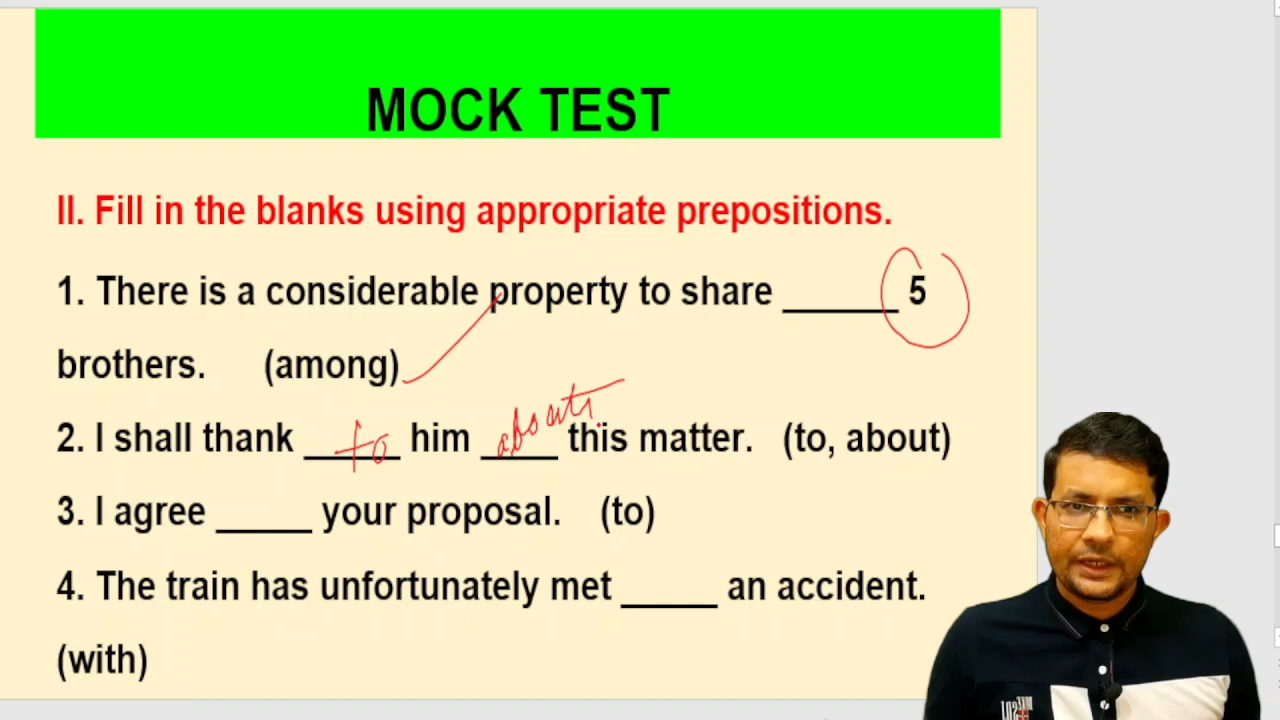 MOCK TEST
II. Fill in the blanks using appropriate prepositions.
1. There is a considerable property to share ______ 5
brothers. (among)
2. I shall thank to him about this matter. (to, about)
3. I agree _____ your proposal. (to)
4. The train has unfortunately met _____ an accident.
(with)